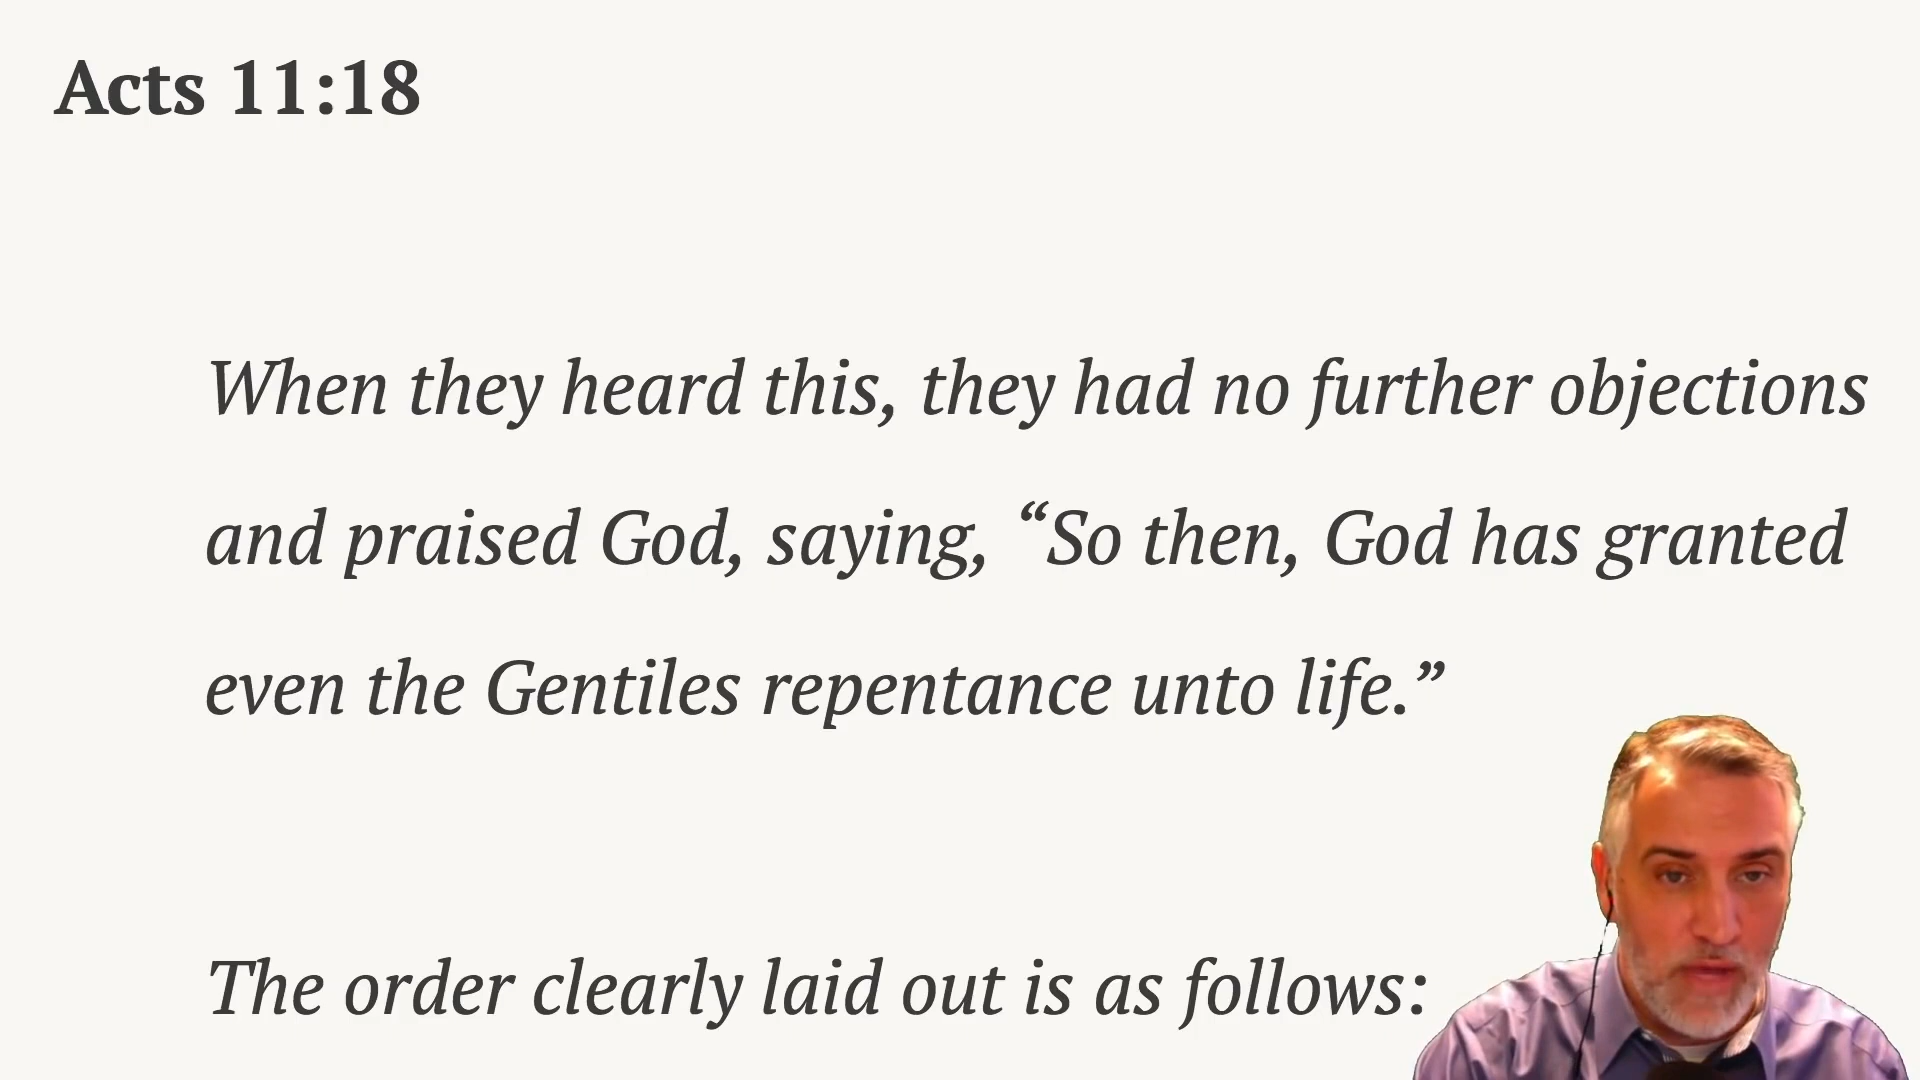 Acts 11:18
When they heard this, they had no further objections
and praised God, saying, “So then, God has granted
even the Gentiles repentance unto life.”
The order clearly laid out is as follows: